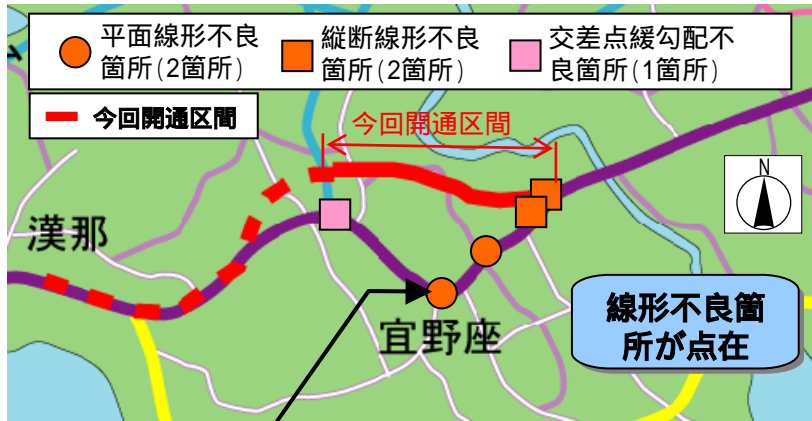 平面線形不良
箇所(2箇所)
縦断線形不良
箇所(2箇所)
交差点緩勾配不
良箇所(1箇所)
今回開通区間
今回開通区間
N
漢那
宜野座
線形不良箇
所が点在